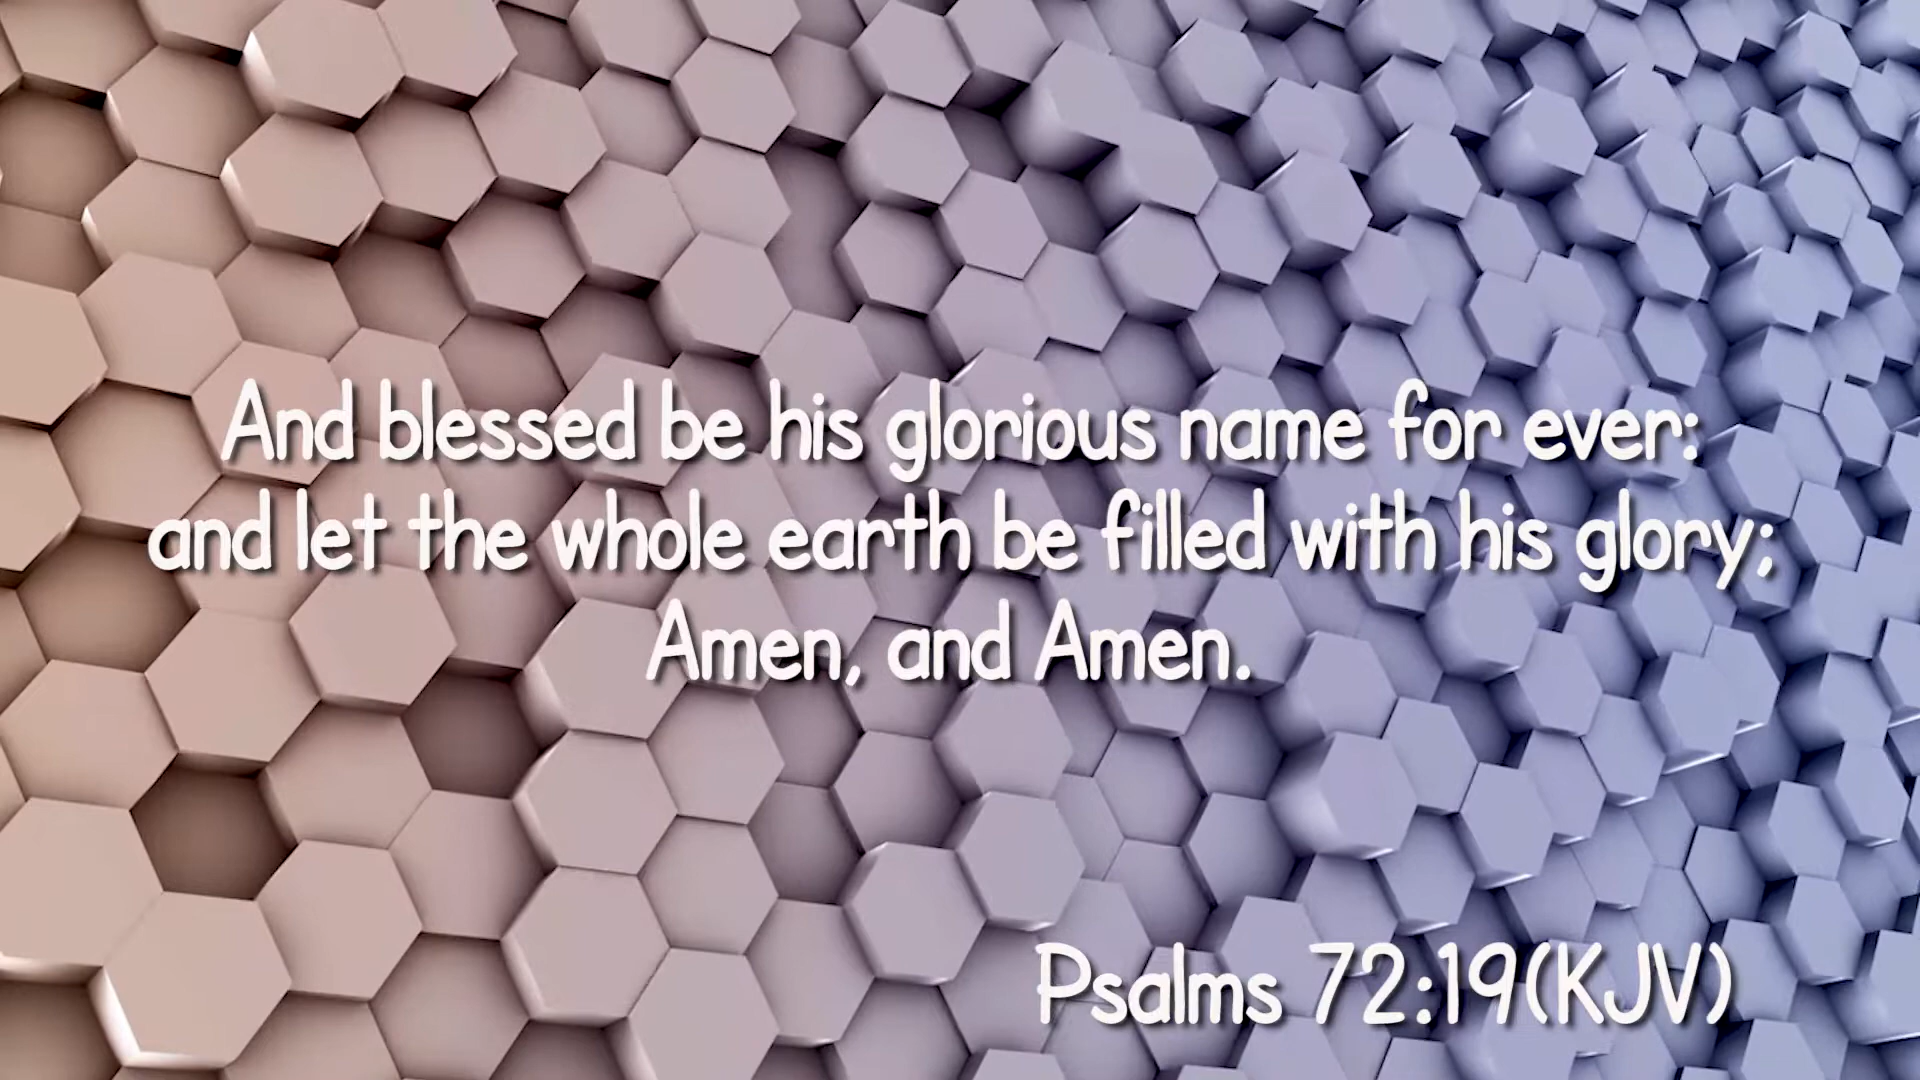 And blessed be his glorious name for ever:
and let the whole earth be filled with his glory;
Amen, and Amen.
Psalms 72:19(KJV)